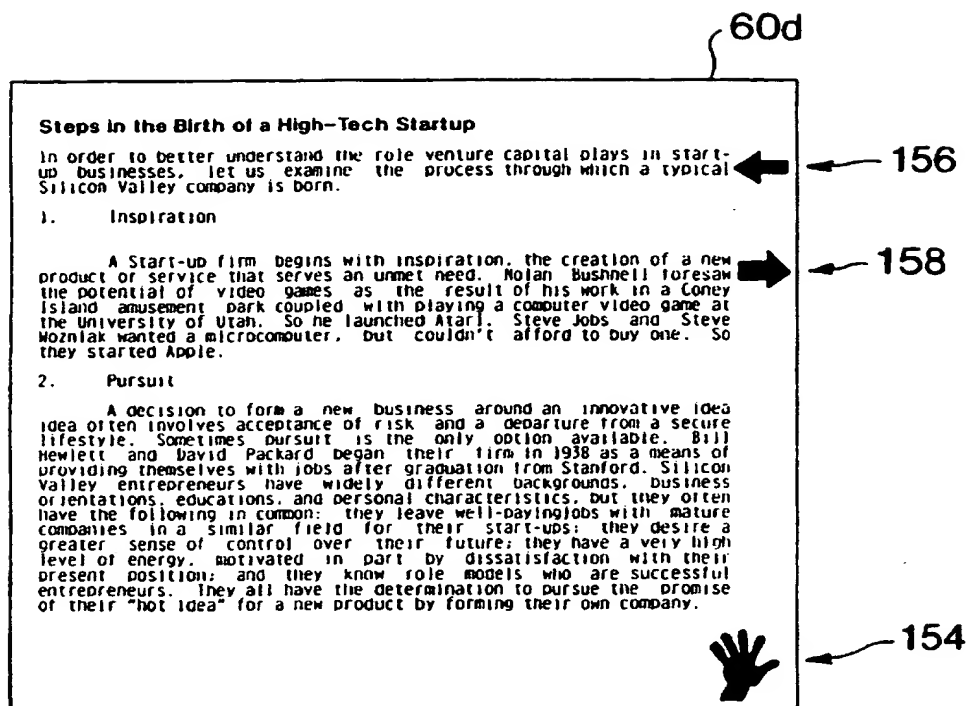 60d
Steps in the Birth of a High-Tech Startup
In order to better understand the role venture capital plays in start-
up businesses, let us examine the process through which a typical
Silicon Valley company is born.
156
1. Inspiration
A Start-up firm begins with inspiration, the creation of a new
product or service that serves an unmet need. Nolan Bushnell foresaw
the potential of video games as the result of his work in a Coney
Island amusement park coupled with playing a computer video game at
the University of Utah. So he launched Atari. Steve Jobs and Steve
Wozniak wanted a microcomputer, but couldn't afford to buy one. So
they started Apple.
158
2. Pursuit
A decision to form a new business around an innovative idea
idea often involves acceptance of risk and a departure from a secure
lifestyle. Sometimes pursuit is the only option available. Bill
Hewlett and David Packard began their firm in 1938 as a means of
providing themselves with jobs after graduation from Stanford. Silicon
Valley entrepreneurs have widely different backgrounds, business
orientations, educations, and personal characteristics, but they often
have the following in common: they leave well-payingjobs with mature
companies in a similar field for their start-ups; they desire a
greater sense of control over their future; they have a very high
level of energy, motivated in part by dissatisfaction with their
present position; and they know role models who are successful
entrepreneurs. They all have the determination to pursue the promise
of their "hot idea" for a new product by forming their own company.
154